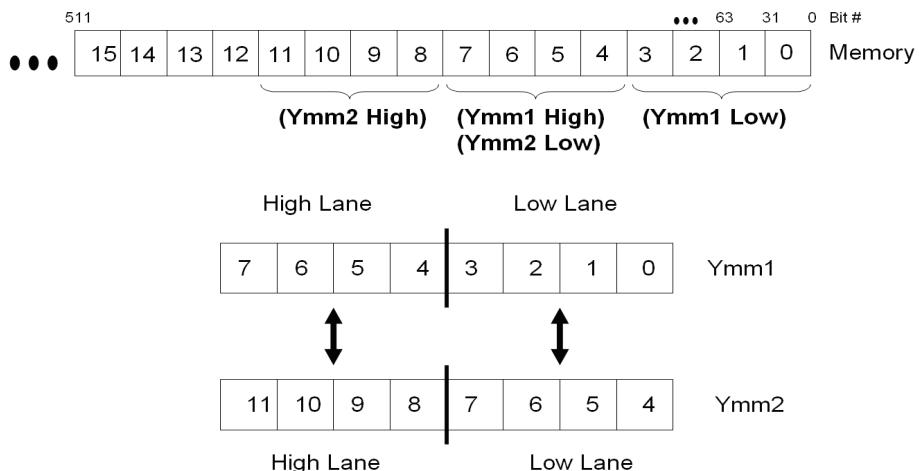 511 ••• 63 31 0 Bit #
••• 15 14 13 12 11 10 9 8 7 6 5 4 3 2 1 0 Memory
(Ymm2 High) (Ymm1 High) (Ymm1 Low)
(Ymm2 Low)
High Lane Low Lane
7 6 5 4 3 2 1 0 Ymm1
11 10 9 8 7 6 5 4 Ymm2
High Lane Low Lane